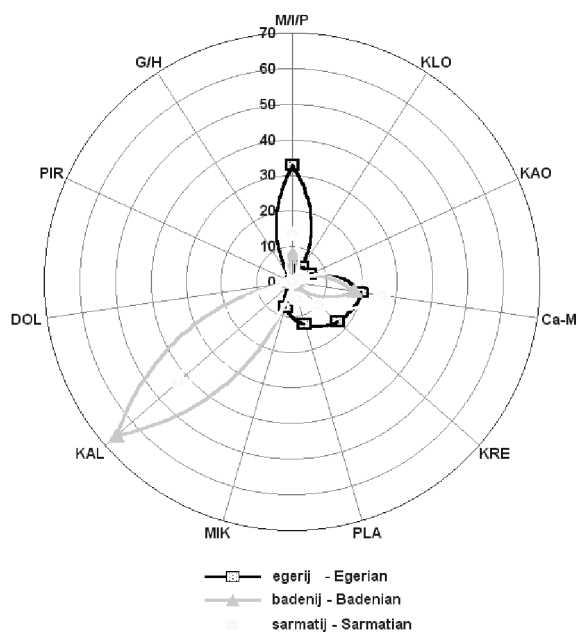 M/I/P
70
G/H
KLO
60
50
40
PIR
KAO
30
20
10
0
DOL
Ca-M
KAL
KRE
MIK
PLA
egerij - Egerian
badenij - Badenian
sarmatij - Sarmatian